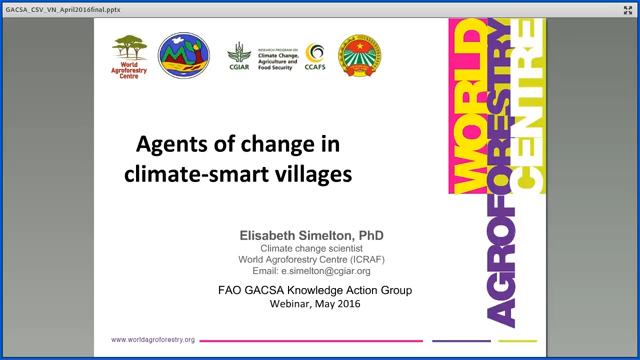 GACSA_CSV_VN_April2016final.pptx
World
Agroforestry
Centre
CGIAR
RESEARCH PROGRAM ON
Climate Change,
Agriculture and
Food Security
CCAFS
WORLD
AGROFORESTRY
CENTRE
Agents of change in
climate-smart villages
Elisabeth Simelton, PhD
Climate change scientist
World Agroforestry Centre (ICRAF)
Email: e.simelton@cgiar.org
FAO GACSA Knowledge Action Group
Webinar, May 2016
www.worldagroforestry.org